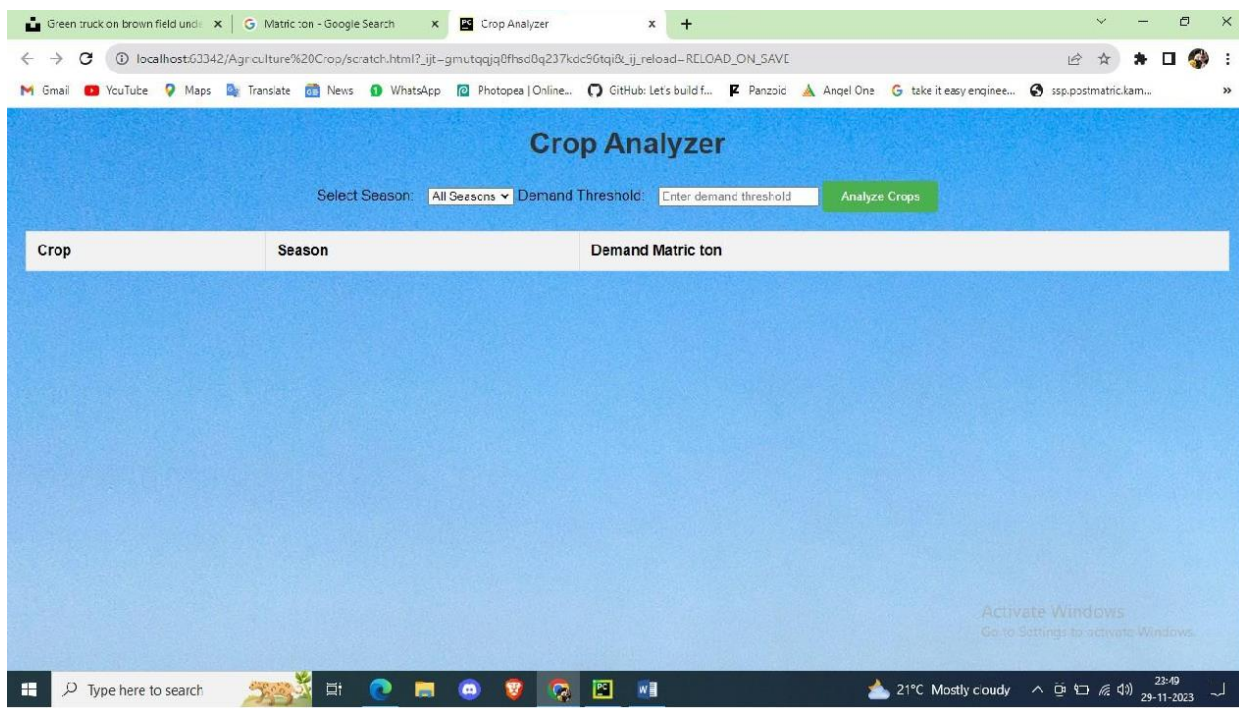 Green truck on brown field unde
Matric ton - Google Search
Crop Analyzer
localhost:63342/Agriculture%20Crop/scratch.html?_ijt=
_ij_reload=RELOAD_ON_SAVE
Gmail YouTube Maps Translate News WhatsApp Photopea | Online... GitHub: Let's build f... Panzoid Angel One take it easy enginee... ssp.postmatric.kar... »
Crop Analyzer
Select Season: All Seasons Demand Threshold: Enter demand threshold Analyze Crops
Crop Season Demand Matric ton
Activate Windows
Go to Settings to activate Windows.
Type here to search
21°C Mostly cloudy
23:49
29-11-2023